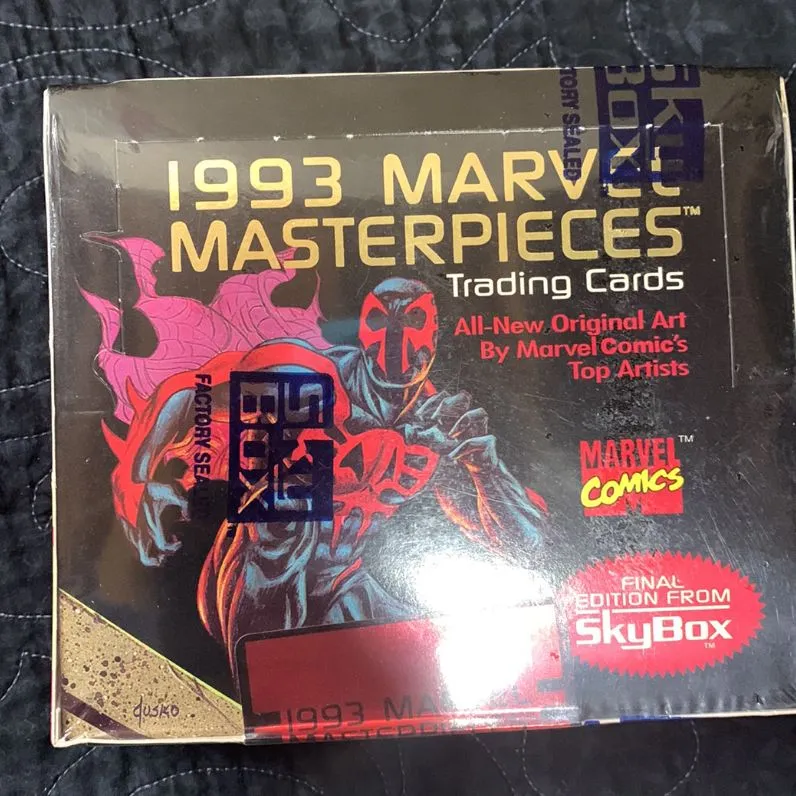 SKY
BOX
TORY SEALED
1993 MARVEL
MASTERPIECES™
Trading Cards
All-New Original Art
By Marvel Comic's
Top Artists
SKY
BOX
FACTORY SEALED
MARVEL™
COMICS
FINAL
EDITION FROM
SkyBox™
dusko
1993 MA
MASTERPIE